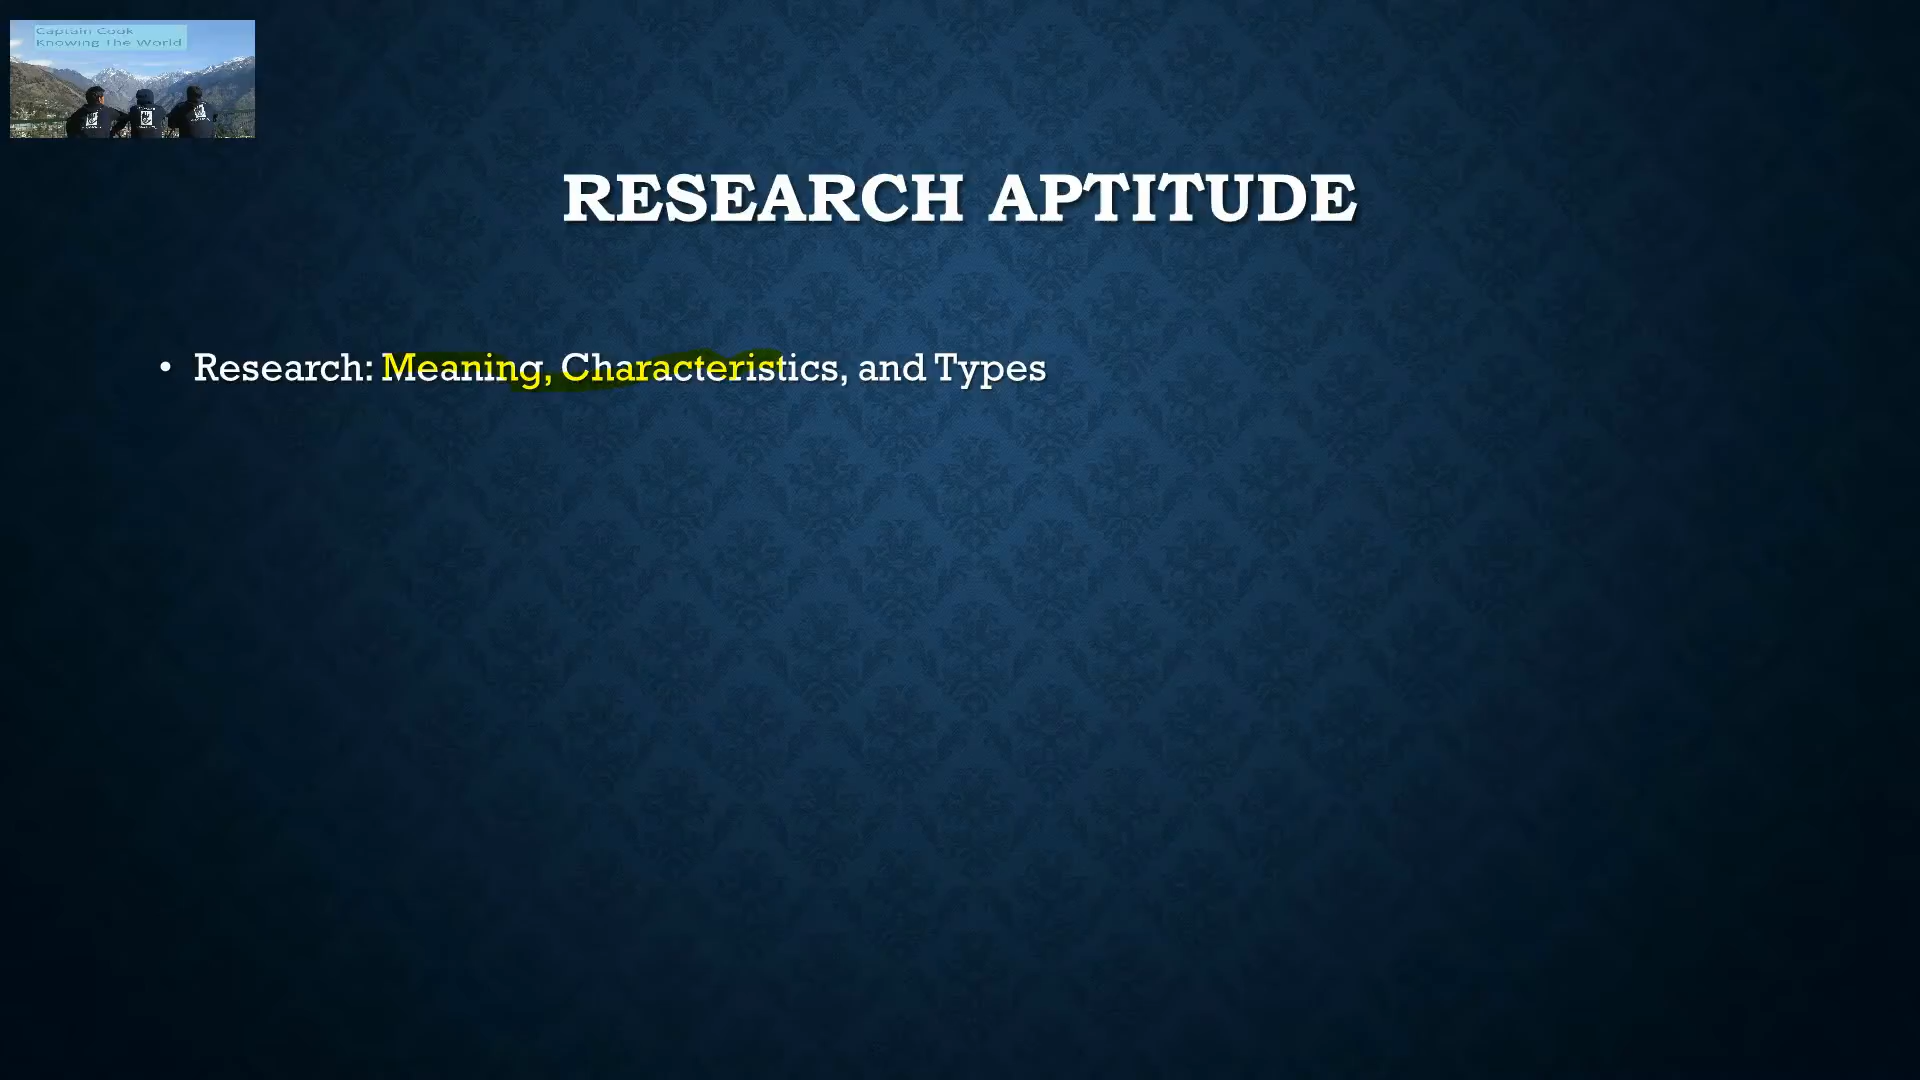 Captain Cook
Knowing The World
RESEARCH APTITUDE
• Research: Meaning, Characteristics, and Types